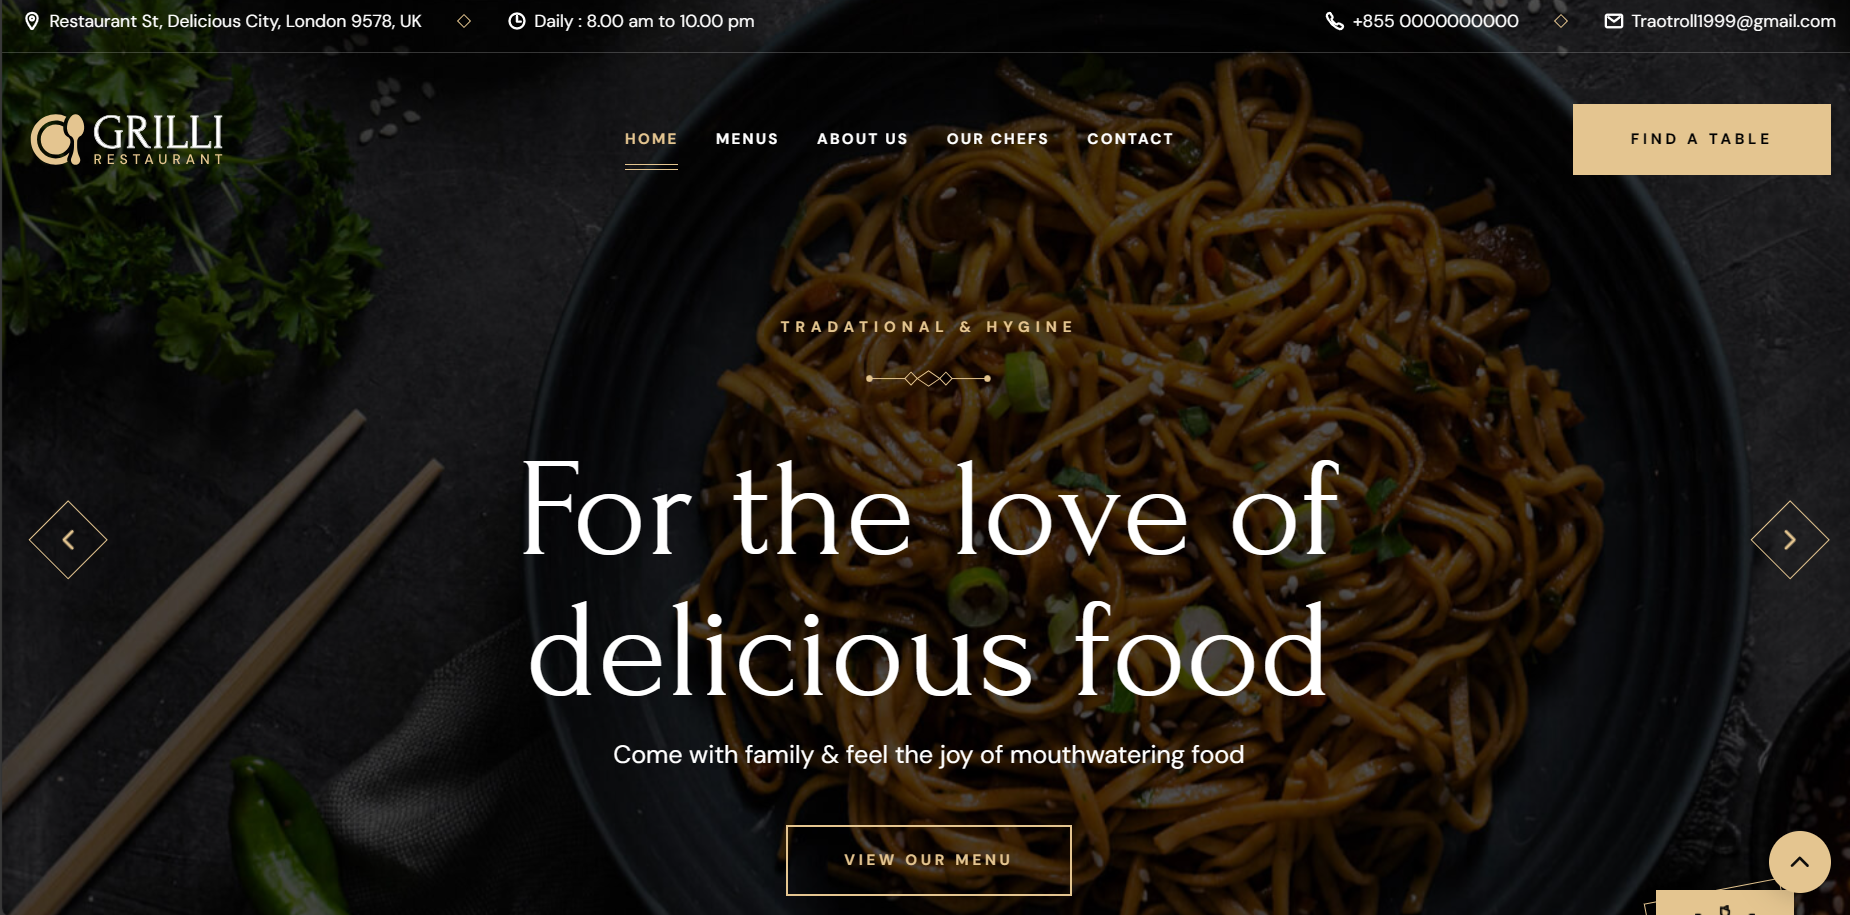 Restaurant St, Delicious City, London 9578, UK
Daily : 8.00 am to 10.00 pm
+855 0000000000
Traotroll1999@gmail.com
GRILLI
RESTAURANT
HOME
MENUS
ABOUT US
OUR CHEFS
CONTACT
FIND A TABLE
TRADATIONAL & HYGINE
For the love of
delicious food
Come with family & feel the joy of mouthwatering food
VIEW OUR MENU